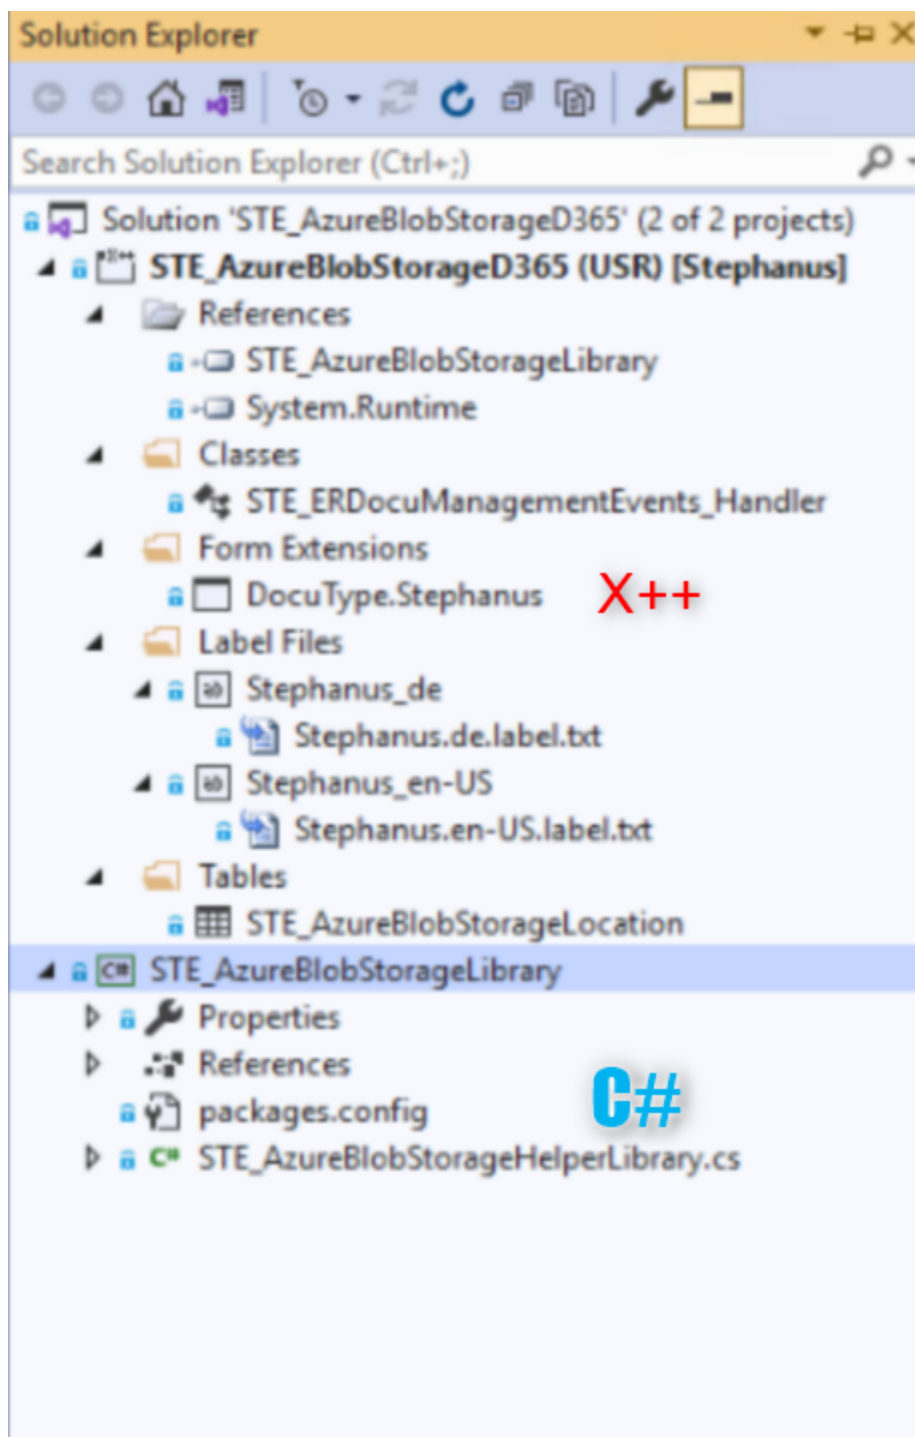 Solution Explorer
Search Solution Explorer (Ctrl+;)
Solution 'STE_AzureBlobStorageD365' (2 of 2 projects)
STE_AzureBlobStorageD365 (USR) [Stephanus]
References
STE_AzureBlobStorageLibrary
System.Runtime
Classes
STE_ERDocuManagementEvents_Handler
Form Extensions
DocuType.Stephanus X++
Label Files
Stephanus_de
Stephanus.de.label.txt
Stephanus_en-US
Stephanus.en-US.label.txt
Tables
STE_AzureBlobStorageLocation
C# STE_AzureBlobStorageLibrary
Properties
References
packages.config C#
C# STE_AzureBlobStorageHelperLibrary.cs